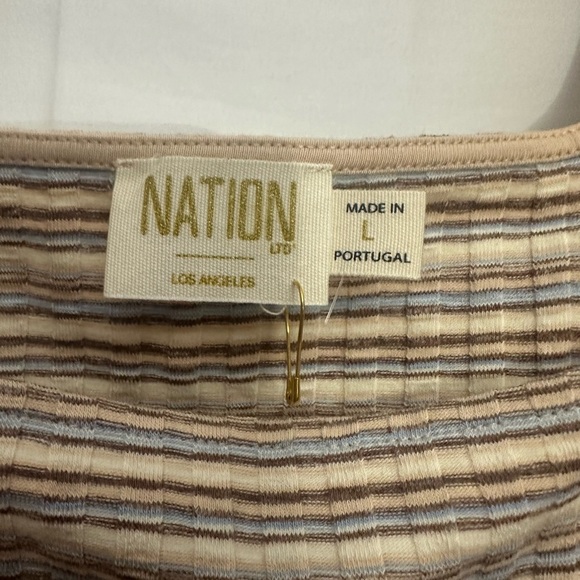 NATION
LTD
LOS ANGELES
MADE IN
L
PORTUGAL